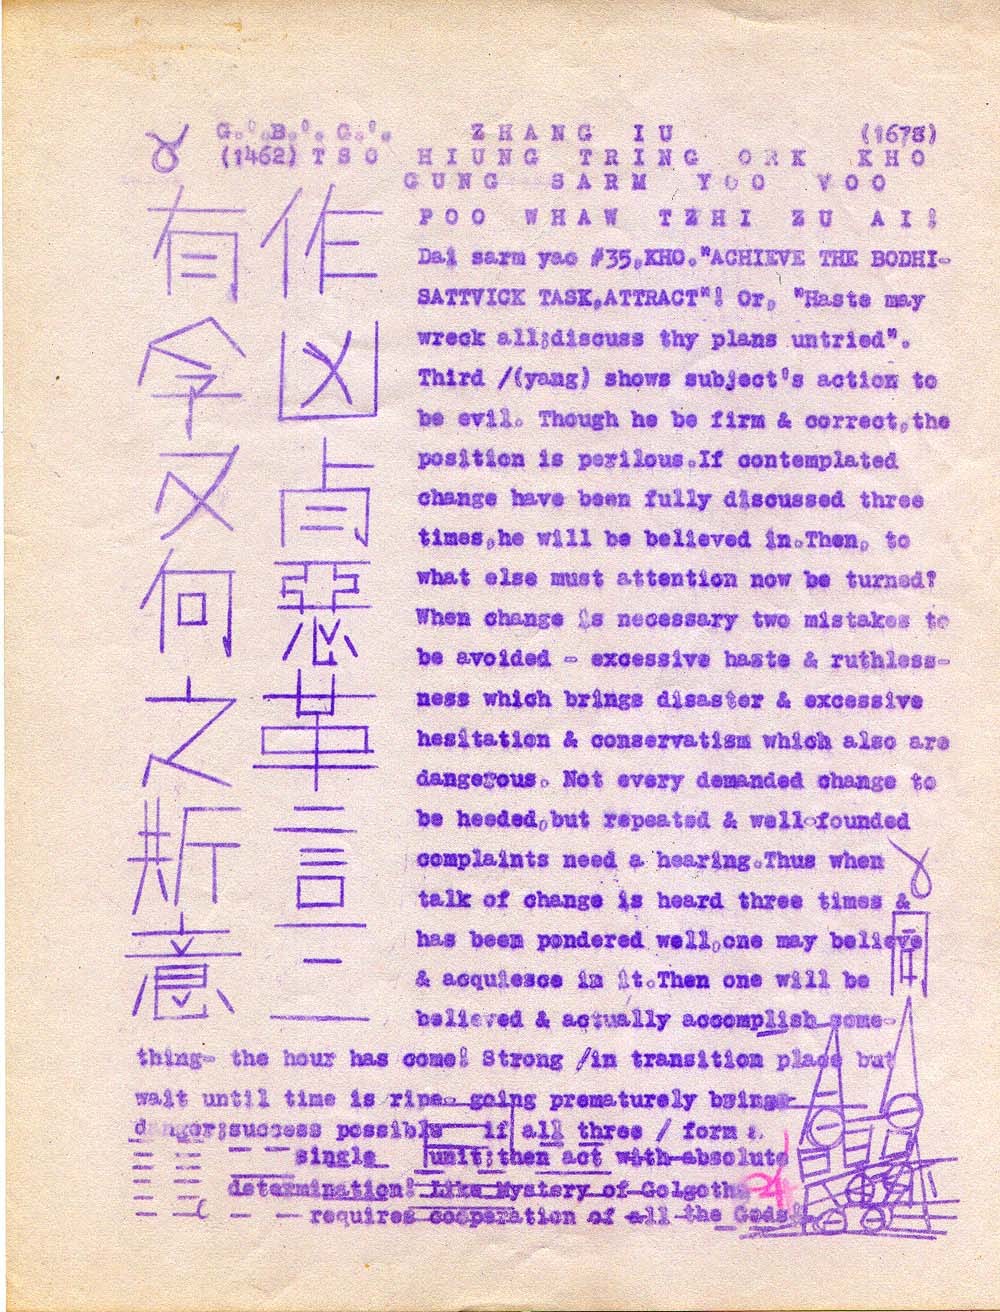 G.'.B.'.G.'. ZHANG IU (1678)
(1462) TSO HIUNG TRING ORK KHO
GUNG SARM YOO VOO
POO WHAW TZHI ZU AI!
作凶惡革言三
有又何之斯意
Dai sarm yao #35,KHO."ACHIEVE THE BODHI-
SATTVICK TASK,ATTRACT"! Or, "Haste may
wreck all;discuss thy plans untried".
Third /(yang) shows subject's action to
be evil. Though he be firm & correct,the
position is perilous.If contemplated
change have been fully discussed three
times,he will be believed in.Then, to
what else must attention now be turned?
When change is necessary two mistakes to
be avoided - excessive haste & ruthless-
ness which brings disaster & excessive
hesitation & conservatism which also are
dangerous. Not every demanded change to
be heeded,but repeated & well-founded
complaints need a hearing.Thus when
talk of change is heard three times &
has been pondered well,one may believe
& acquiesce in it.Then one will be
believed & actually accomplish some-
thing- the hour has come! Strong /in transition place but
wait until time is ripe- going prematurely brings
danger;success possible if all three / form a
single unit;then act with absolute
determination! Like Mystery of Golgotha
requires cooperation of all the Gods!